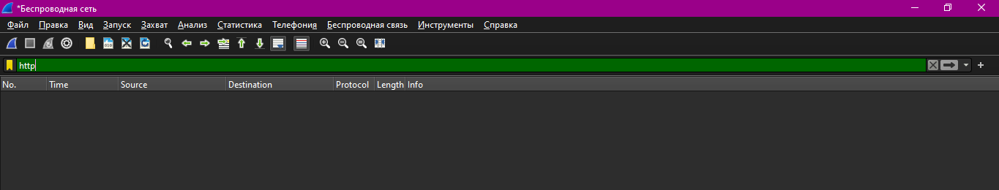 *Беспроводная сеть
Файл Правка Вид Запуск Захват Анализ Статистика Телефония Беспроводная связь Инструменты Справка
http
No. Time Source Destination Protocol Length Info